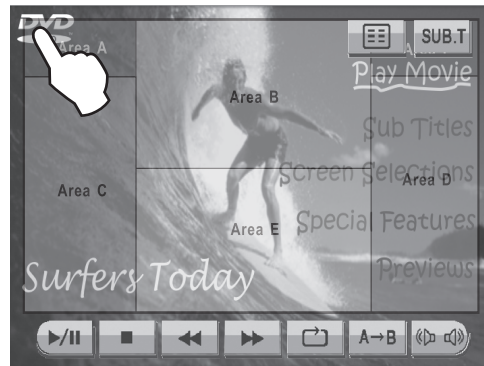 DVD
SUB.T
Area A
Play Movie
Area B
Sub Titles
Screen Selections
Area C
Area D
Special Features
Area E
Previews
Surfers Today
A→B